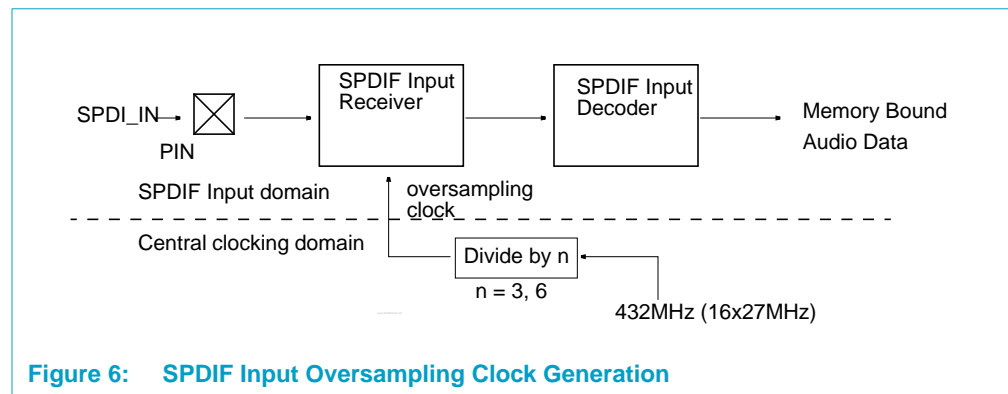 SPDIF Input
Receiver
SPDIF Input
Decoder
SPDI_IN
PIN
Memory Bound
Audio Data
SPDIF Input domain
oversampling
clock
Central clocking domain
Divide by n
n = 3, 6
432MHz (16x27MHz)
Figure 6: SPDIF Input Oversampling Clock Generation